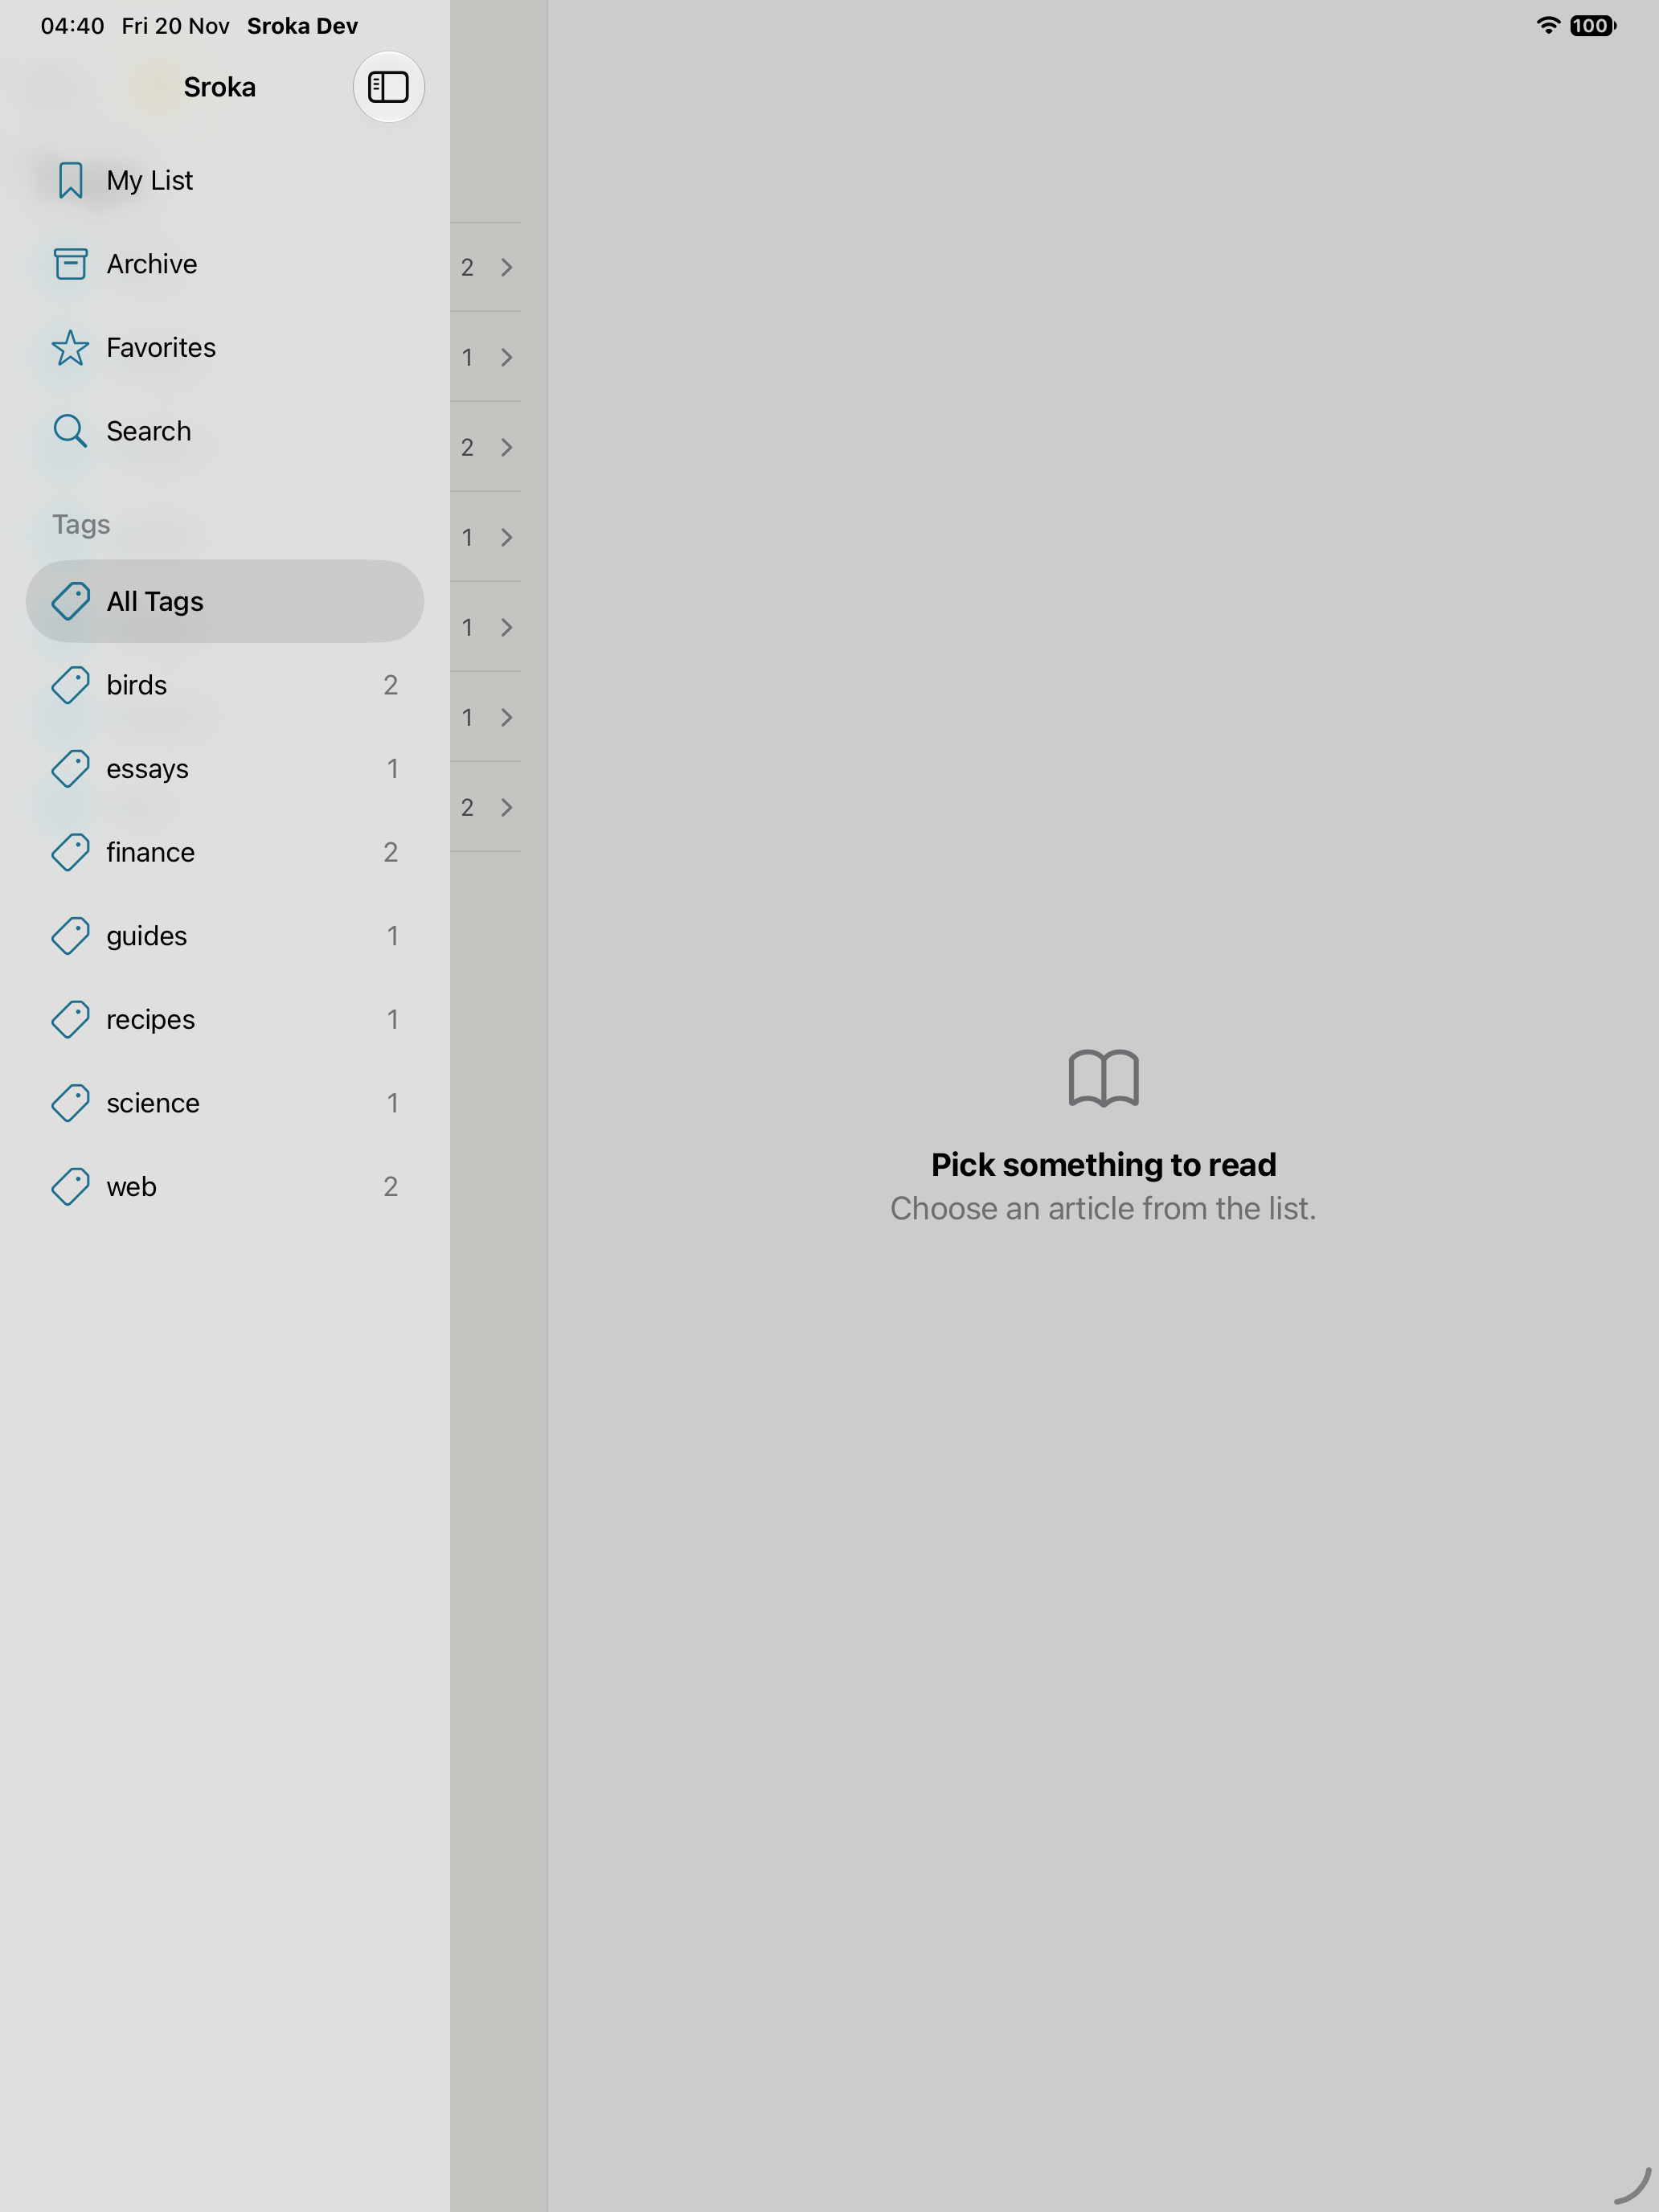 04:40 Fri 20 Nov Sroka Dev
100
Sroka
My List
Archive
Favorites
Search
Tags
All Tags
birds 2
essays 1
finance 2
guides 1
recipes 1
science 1
web 2
2
1
2
1
1
1
2
Pick something to read
Choose an article from the list.